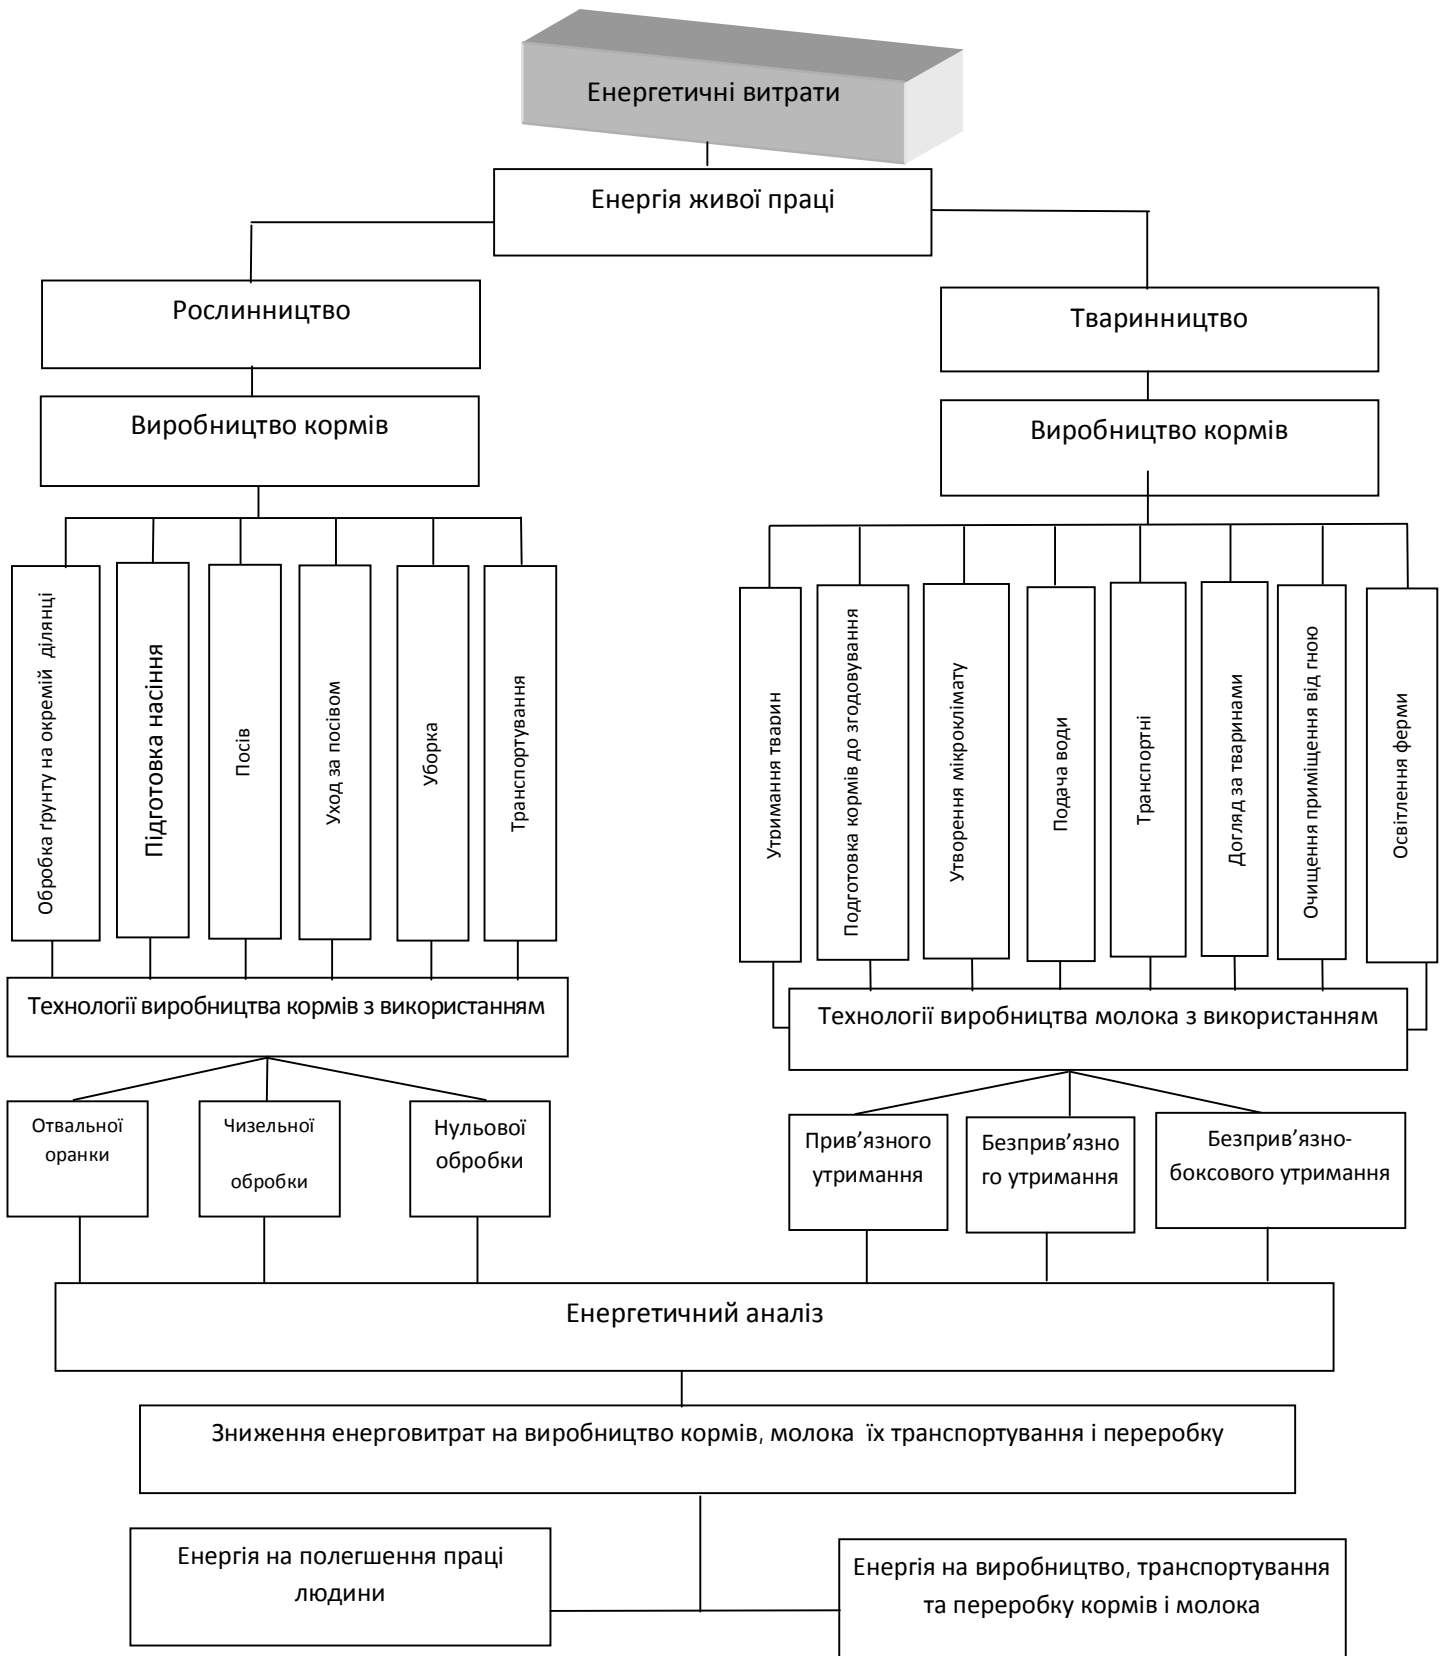 Енергетичні витрати
Енергія живої праці
Рослинництво
Тваринництво
Виробництво кормів
Виробництво кормів
Обробка ґрунту на окремій ділянці
Підготовка насіння
Посів
Уход за посівом
Уборка
Транспортування
Утримання тварин
Подготовка кормів до згодовування
Утворення мікроклімату
Подача води
Транспортні
Догляд за тваринами
Очищення приміщення від гною
Освітлення ферми
Технології виробництва кормів з використанням
Технології виробництва молока з використанням
Отвальної
оранки
Чизельної
обробки
Нульової
обробки
Прив’язного
утримання
Безприв’язно
го утримання
Безприв’язно-
боксового утримання
Енергетичний аналіз
Зниження енерговитрат на виробництво кормів, молока їх транспортування і переробку
Енергія на полегшення праці
людини
Енергія на виробництво, транспортування
та переробку кормів і молока